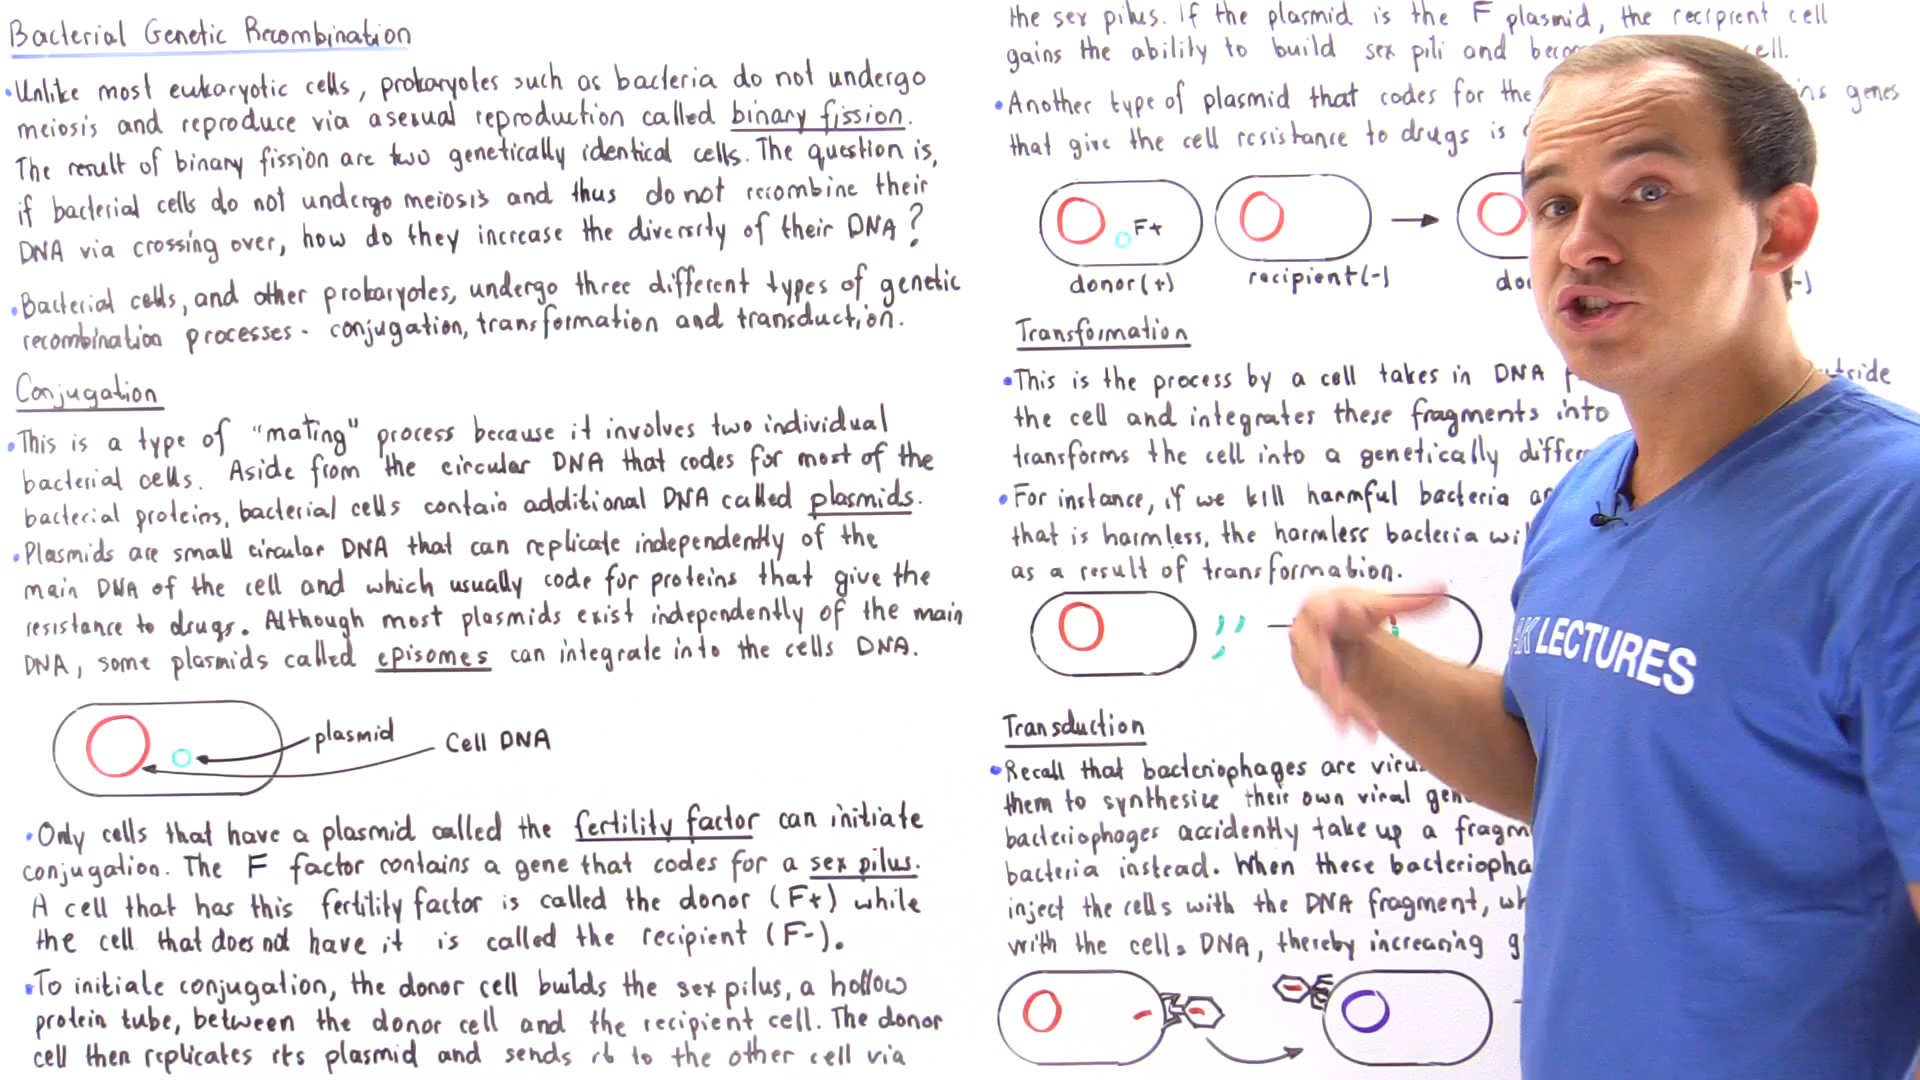 Bacterial Genetic Recombination
•Unlike most eukaryotic cells, prokaryotes such as bacteria do not undergo
meiosis and reproduce via asexual reproduction called binary fission.
The result of binary fission are two genetically identical cells. The question is,
if bacterial cells do not undergo meiosis and thus do not recombine their
DNA via crossing over, how do they increase the diversity of their DNA?
•Bacterial cells, and other prokaryotes, undergo three different types of genetic
recombination processes - conjugation, transformation and transduction.
Conjugation
•This is a type of "mating" process because it involves two individual
bacterial cells. Aside from the circular DNA that codes for most of the
bacterial proteins, bacterial cells contain additional DNA called plasmids.
•Plasmids are small circular DNA that can replicate independently of the
main DNA of the cell and which usually code for proteins that give the
resistance to drugs. Although most plasmids exist independently of the main
DNA, some plasmids called episomes can integrate into the cells DNA.
plasmid
Cell DNA
•Only cells that have a plasmid called the fertility factor can initiate
conjugation. The F factor contains a gene that codes for a sex pilus.
A cell that has this fertility factor is called the donor (F+) while
the cell that does not have it is called the recipient (F-).
•To initiate conjugation, the donor cell builds the sex pilus, a hollow
protein tube, between the donor cell and the recipient cell. The donor
cell then replicates its plasmid and sends it to the other cell via
the sex pilus. If the plasmid is the F plasmid, the recipient cell
gains the ability to build sex pili and cell.
•Another type of plasmid that codes for the genes
that give the cell resistance to drugs is
F+
donor(+) recipient(-)
Transformation
•This is the process by a cell takes in DNA
the cell and integrates these fragments into
transforms the cell into a genetically
•For instance, if we kill harmful bacteria
that is harmless, the harmless bacteria
as a result of transformation.
AK LECTURES
Transduction
•Recall that bacteriophages are
them to synthesize their own viral
bacteriophages accidently take up a
bacteria instead. When these
inject the cells with the DNA fragment,
with the cells DNA, thereby increasing